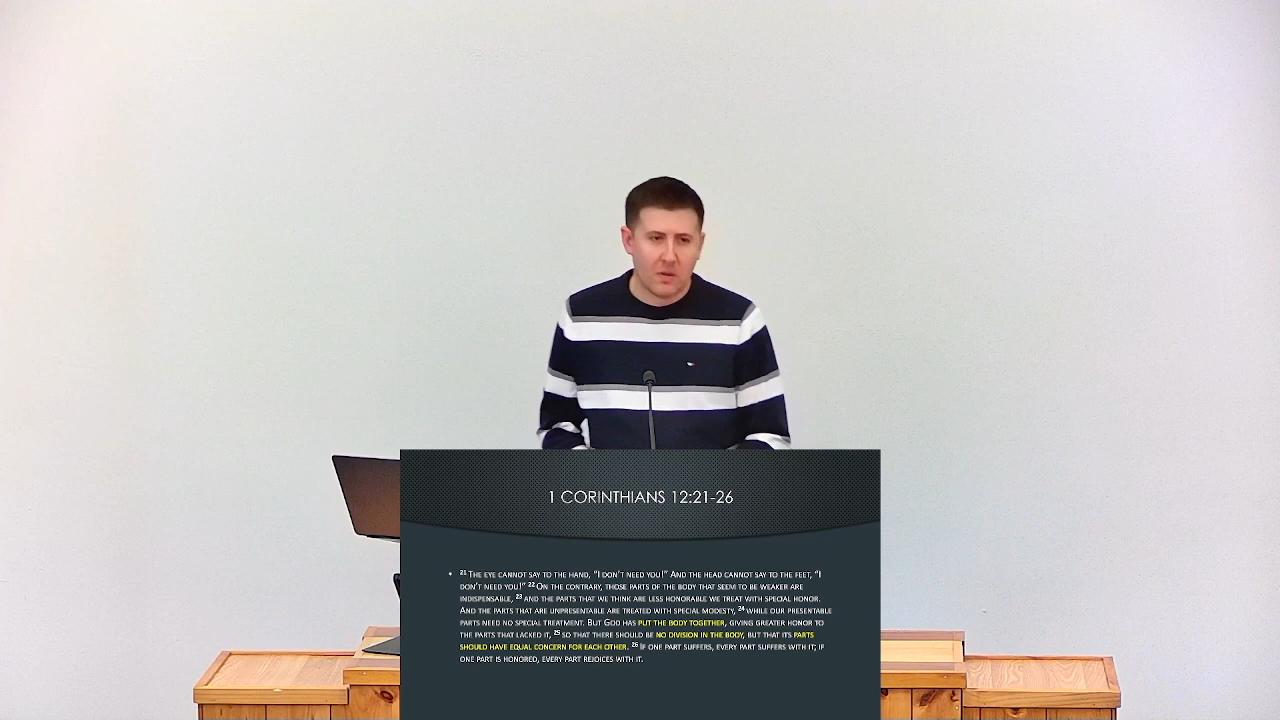 1 CORINTHIANS 12:21-26
• 21 THE EYE CANNOT SAY TO THE HAND, “I DON’T NEED YOU!” AND THE HEAD CANNOT SAY TO THE FEET, “I
DON’T NEED YOU!” 22 ON THE CONTRARY, THOSE PARTS OF THE BODY THAT SEEM TO BE WEAKER ARE
INDISPENSABLE, 23 AND THE PARTS THAT WE THINK ARE LESS HONORABLE WE TREAT WITH SPECIAL HONOR.
AND THE PARTS THAT ARE UNPRESENTABLE ARE TREATED WITH SPECIAL MODESTY, 24 WHILE OUR PRESENTABLE
PARTS NEED NO SPECIAL TREATMENT. BUT GOD HAS PUT THE BODY TOGETHER, GIVING GREATER HONOR TO
THE PARTS THAT LACKED IT, 25 SO THAT THERE SHOULD BE NO DIVISION IN THE BODY, BUT THAT ITS PARTS
SHOULD HAVE EQUAL CONCERN FOR EACH OTHER. 26 IF ONE PART SUFFERS, EVERY PART SUFFERS WITH IT; IF
ONE PART IS HONORED, EVERY PART REJOICES WITH IT.